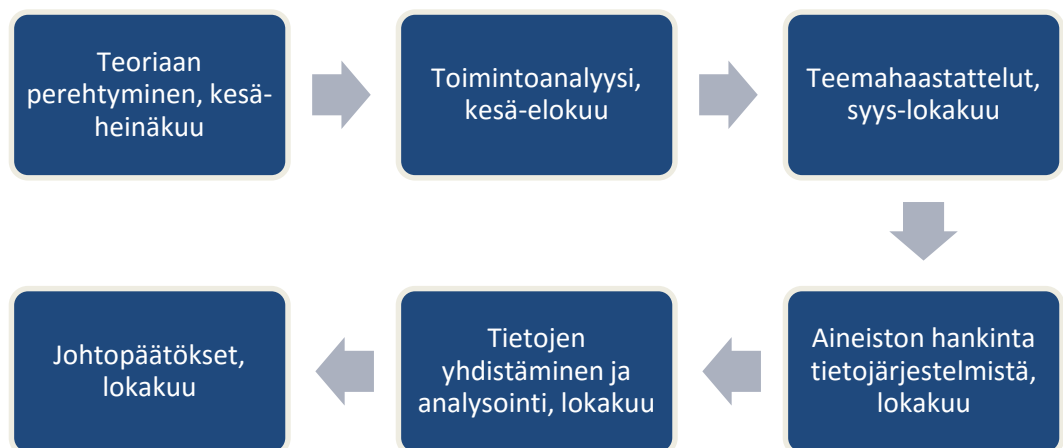 Teoriaan
perehtyminen, kesä-
heinäkuu
Toimintoanalyysi,
kesä-elokuu
Teemahaastattelut,
syys-lokakuu
Aineiston hankinta
tietojärjestelmistä,
lokakuu
Tietojen
yhdistäminen ja
analysointi, lokakuu
Johtopäätökset,
lokakuu